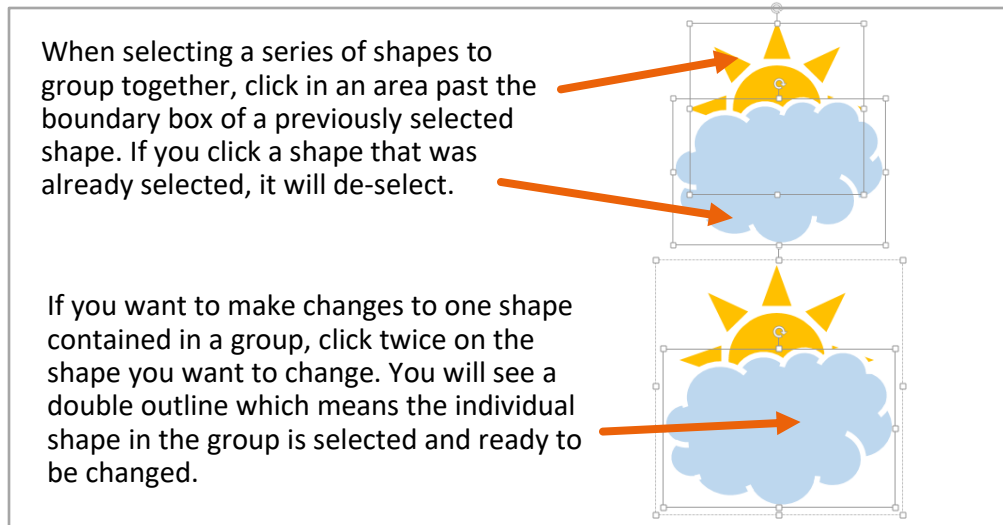 When selecting a series of shapes to
group together, click in an area past the
boundary box of a previously selected
shape. If you click a shape that was
already selected, it will de-select.
If you want to make changes to one shape
contained in a group, click twice on the
shape you want to change. You will see a
double outline which means the individual
shape in the group is selected and ready to
be changed.